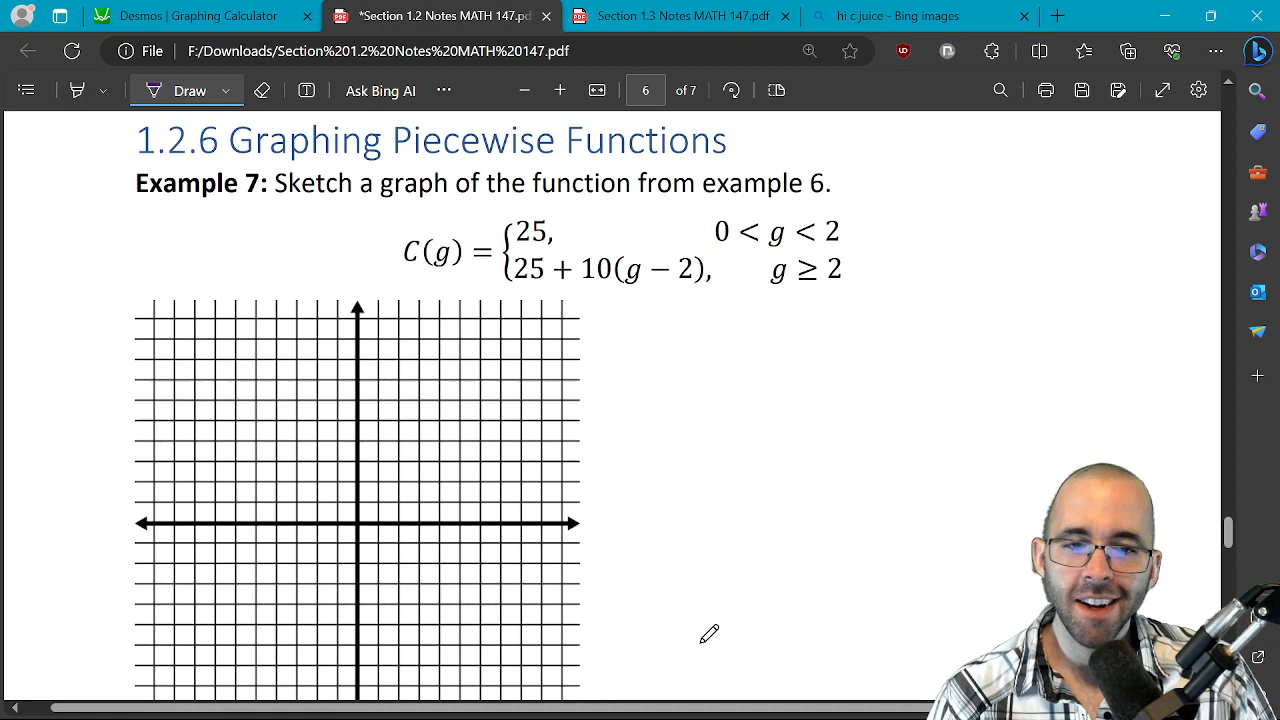 Desmos | Graphing Calculator
*Section 1.2 Notes MATH 147.pd
Section 1.3 Notes MATH 147.pdf
hi c juice - Bing images
File
F:/Downloads/Section%201.2%20Notes%20MATH%20147.pdf
Draw
Ask Bing AI
6
of 7
1.2.6 Graphing Piecewise Functions
Example 7: Sketch a graph of the function from example 6.
C(g) = {25, 0 < g < 2
25 + 10(g − 2), g ≥ 2